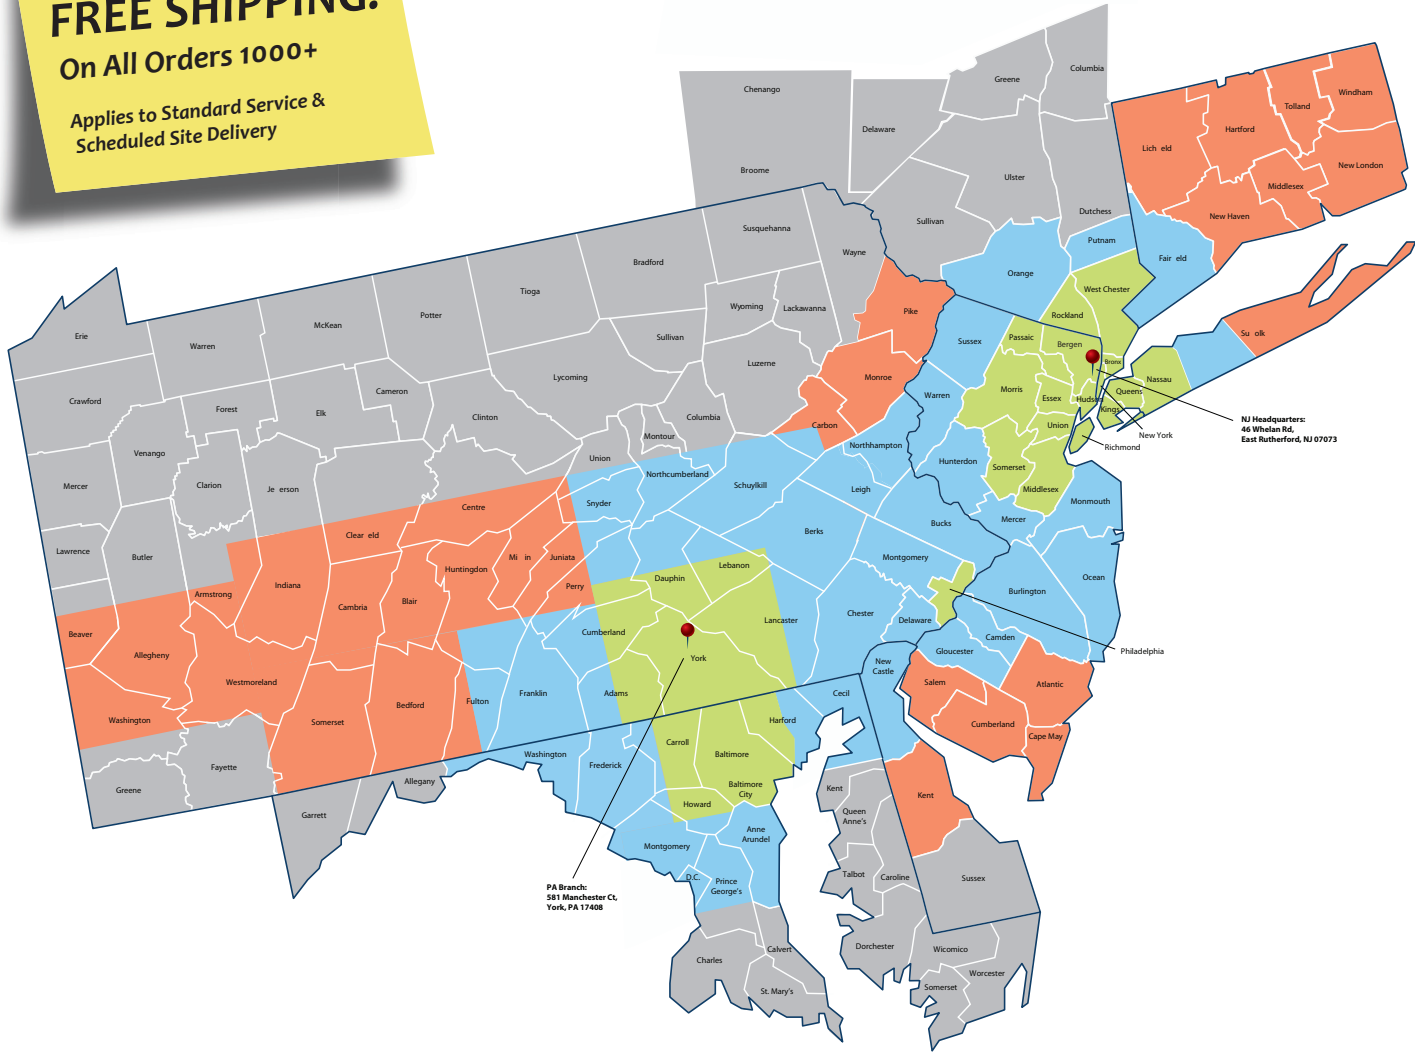 FREE SHIPPING.
On All Orders 1000+
Applies to Standard Service &
Scheduled Site Delivery
Chenango
Broome
Delaware
Greene
Columbia
Ulster
Sullivan
Dutchess
Putnam
Orange
Lich eld
Hartford
Tolland
Windham
New London
Middlesex
New Haven
Fair eld
West Chester
Rockland
Su olk
Nassau
Bronx
Queens
Kings
New York
Richmond
Erie
Warren
McKean
Potter
Tioga
Bradford
Susquehanna
Wayne
Wyoming
Lackawanna
Sullivan
Pike
Crawford
Forest
Elk
Cameron
Clinton
Lycoming
Luzerne
Monroe
Carbon
Columbia
Montour
Union
Venango
Mercer
Clarion
Je erson
Lawrence
Butler
Armstrong
Indiana
Clear eld
Centre
Cambria
Blair
Huntingdon
Mi in
Juniata
Perry
Snyder
Northcumberland
Schuylkill
Northhampton
Leigh
Berks
Bucks
Montgomery
Beaver
Allegheny
Westmoreland
Washington
Greene
Fayette
Somerset
Bedford
Fulton
Franklin
Cumberland
Adams
Dauphin
Lebanon
York
Lancaster
Chester
Delaware
Philadelphia
Sussex
Passaic
Bergen
Morris
Essex
Hudson
Union
Warren
Hunterdon
Somerset
Middlesex
Mercer
Monmouth
Ocean
Burlington
Camden
Gloucester
Salem
Atlantic
Cumberland
Cape May
NJ Headquarters:
46 Whelan Rd,
East Rutherford, NJ 07073
PA Branch:
581 Manchester Ct,
York, PA 17408
Garrett
Allegany
Washington
Frederick
Carroll
Baltimore
Baltimore
City
Harford
Cecil
Howard
Montgomery
D.C.
Prince
George's
Anne
Arundel
Charles
Calvert
St. Mary's
New
Castle
Kent
Sussex
Kent
Queen
Anne's
Talbot
Caroline
Dorchester
Wicomico
Worcester
Somerset